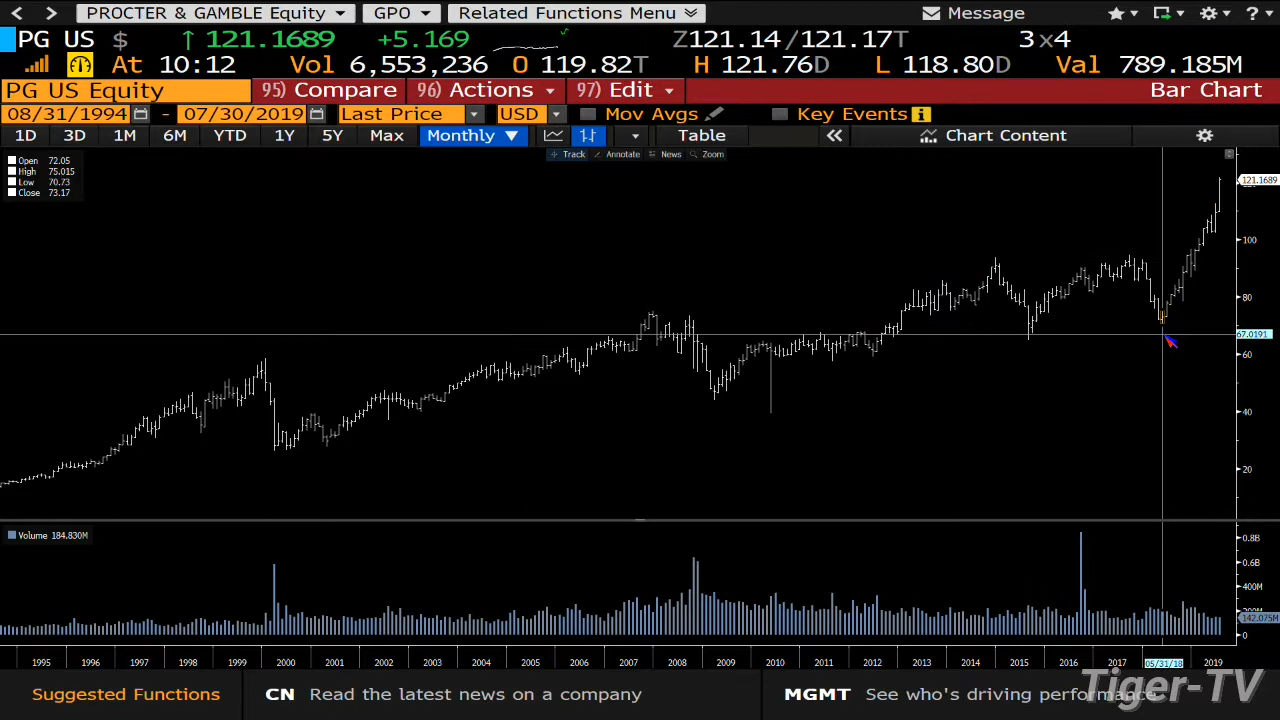 PROCTER & GAMBLE Equity GPO Related Functions Menu Message ?
PG US $ ↑ 121.1689 +5.169 Z121.14/121.17T 3x4
At 10:12 Vol 6,553,236 O 119.82T H 121.76D L 118.80D Val 789.185M
PG US Equity 95) Compare 96) Actions 97) Edit Bar Chart
08/31/1994 - 07/30/2019 Last Price USD Mov Avgs Key Events i
1D 3D 1M 6M YTD 1Y 5Y Max Monthly ▼ Table « Chart Content
Track Annotate News Zoom
Open 72.05
High 75.015
Low 70.73
Close 73.17
121.1689
100
80
67.0191
60
40
20
Volume 184.830M
0.8B
0.6B
400M
200M
142.075M
0
1995 1996 1997 1998 1999 2000 2001 2002 2003 2004 2005 2006 2007 2008 2009 2010 2011 2012 2013 2014 2015 2016 2017 05/31/18 2019
Suggested Functions CN Read the latest news on a company MGMT See who's driving performance
Tiger-TV